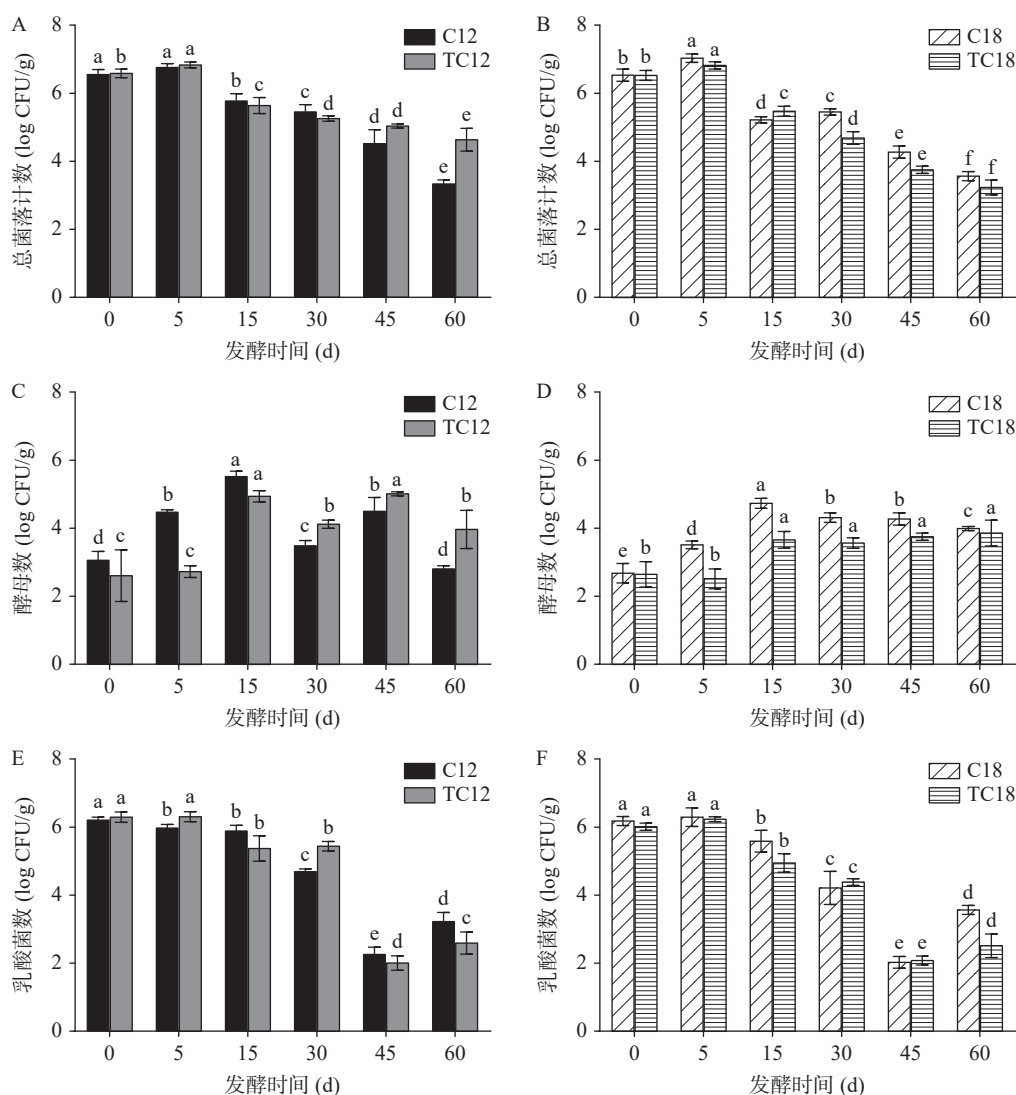 A
C12
TC12
总菌落计数 (log CFU/g)
8
6
4
2
0
a b a a b c c d d d e e
0 5 15 30 45 60
发酵时间 (d)
B
C18
TC18
总菌落计数 (log CFU/g)
8
6
4
2
0
b b a a d c c d e e f f
0 5 15 30 45 60
发酵时间 (d)
C
C12
TC12
酵母数 (log CFU/g)
8
6
4
2
0
d c b c a a c b b a d b
0 5 15 30 45 60
发酵时间 (d)
D
C18
TC18
酵母数 (log CFU/g)
8
6
4
2
0
e b d b a a b a b a c a
0 5 15 30 45 60
发酵时间 (d)
E
C12
TC12
乳酸菌数 (log CFU/g)
8
6
4
2
0
a a b a b b c b e d d c
0 5 15 30 45 60
发酵时间 (d)
F
C18
TC18
乳酸菌数 (log CFU/g)
8
6
4
2
0
a a a a b b c c e e d d
0 5 15 30 45 60
发酵时间 (d)